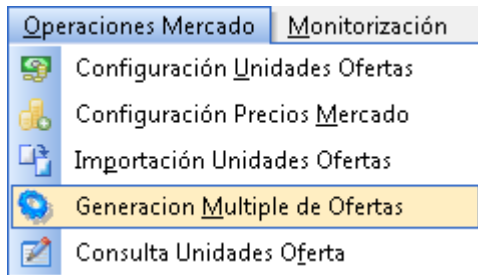 Operaciones Mercado Monitorización
Configuración Unidades Ofertas
Configuración Precios Mercado
Importación Unidades Ofertas
Generacion Multiple de Ofertas
Consulta Unidades Oferta